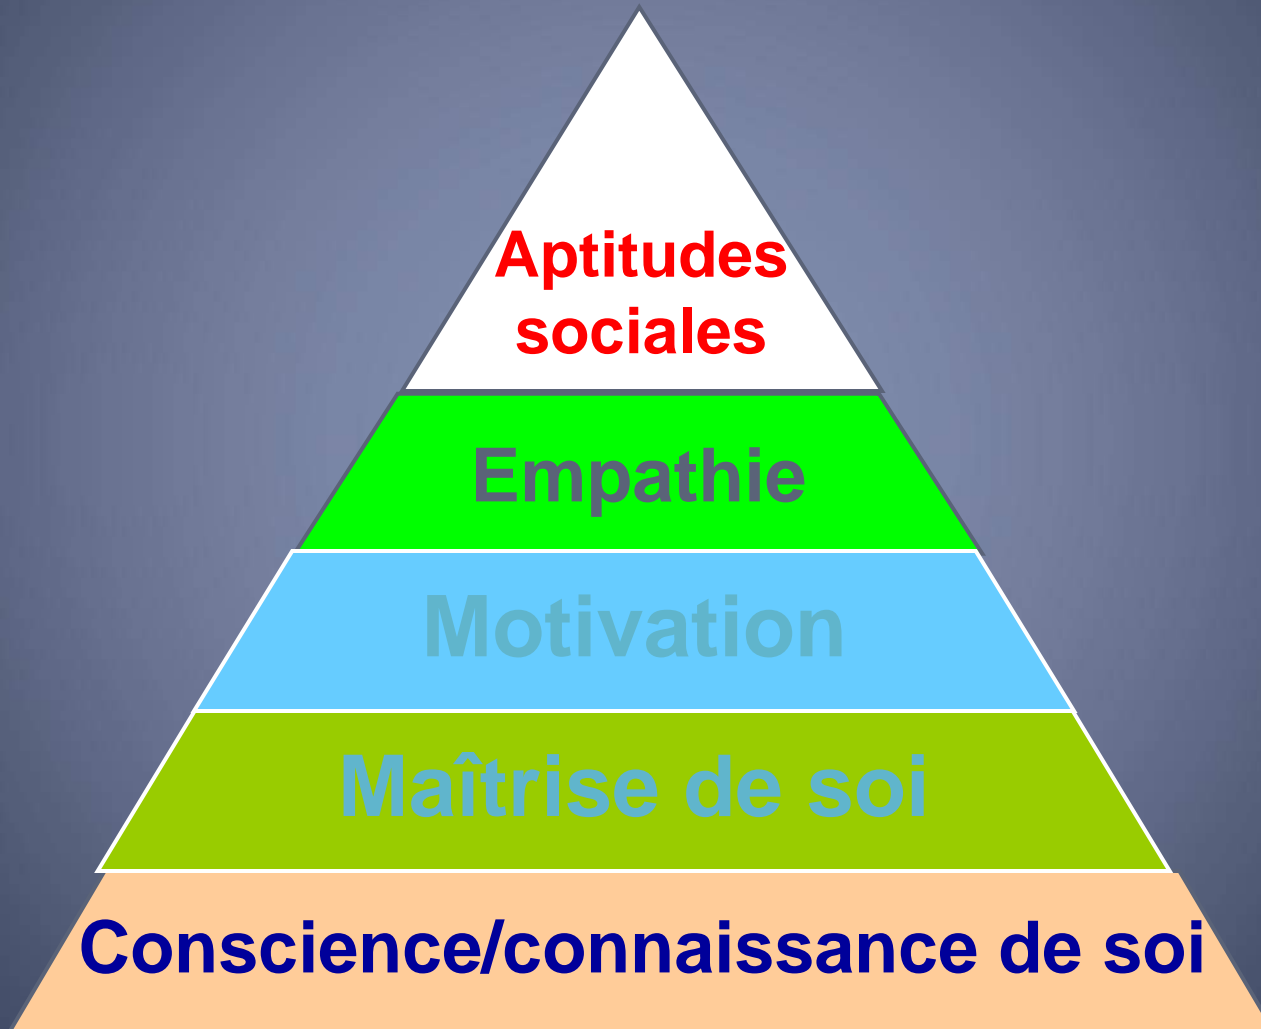 Aptitudes
sociales
Empathie
Motivation
Maîtrise de soi
Conscience/connaissance de soi